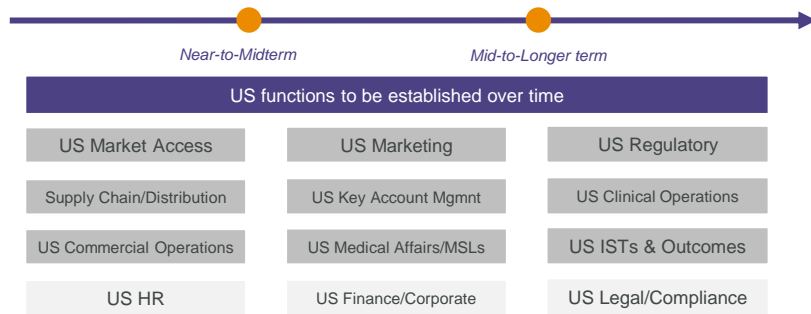 Near-to-Midterm
Mid-to-Longer term
US functions to be established over time
US Market Access
US Marketing
US Regulatory
Supply Chain/Distribution
US Key Account Mgmnt
US Clinical Operations
US Commercial Operations
US Medical Affairs/MSLs
US ISTs & Outcomes
US HR
US Finance/Corporate
US Legal/Compliance